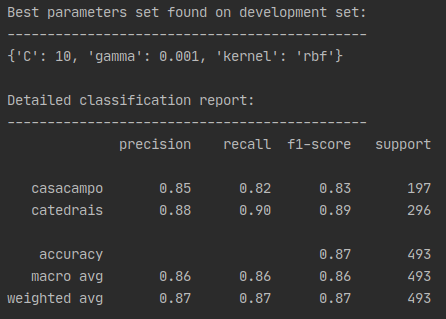 Best parameters set found on development set:
---------------------------------------------
{'C': 10, 'gamma': 0.001, 'kernel': 'rbf'}
Detailed classification report:
---------------------------------------------
precision recall f1-score support
casacampo 0.85 0.82 0.83 197
catedrais 0.88 0.90 0.89 296
accuracy 0.87 493
macro avg 0.86 0.86 0.86 493
weighted avg 0.87 0.87 0.87 493